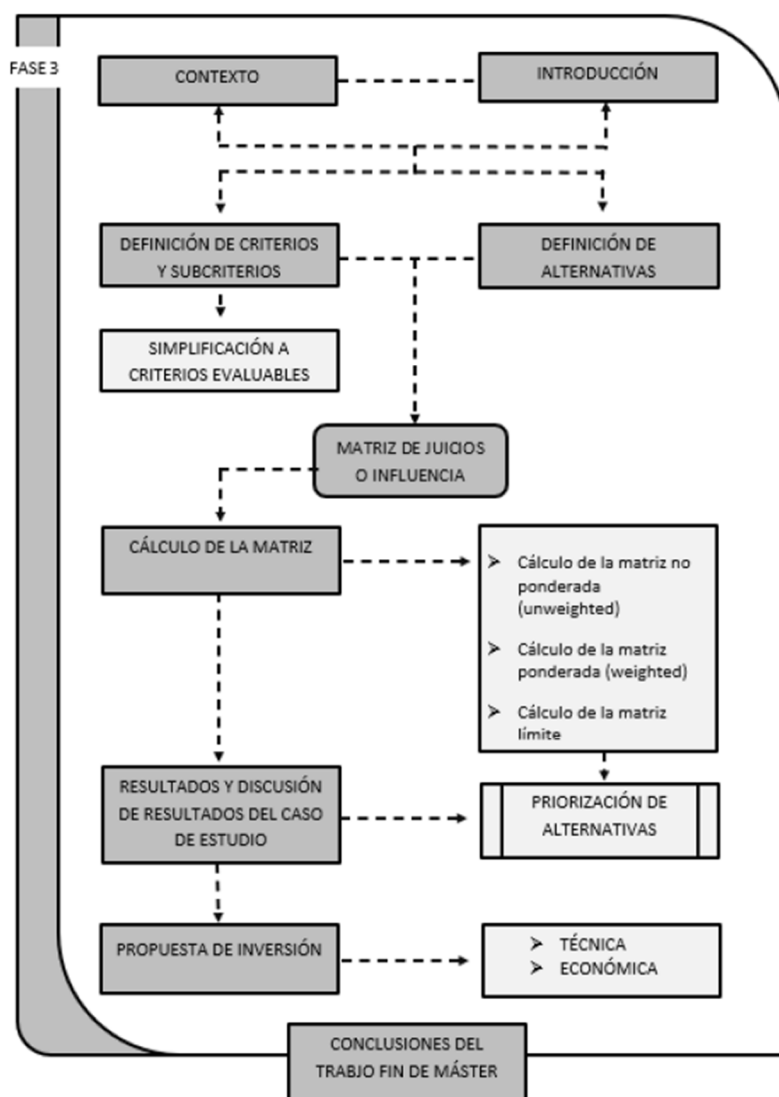 FASE 3
CONTEXTO
INTRODUCCIÓN
DEFINICIÓN DE CRITERIOS
Y SUBCRITERIOS
DEFINICIÓN DE
ALTERNATIVAS
SIMPLIFICACIÓN A
CRITERIOS EVALUABLES
MATRIZ DE JUICIOS
O INFLUENCIA
CÁLCULO DE LA MATRIZ
➢ Cálculo de la matriz no
ponderada
(unweighted)
➢ Cálculo de la matriz
ponderada (weighted)
➢ Cálculo de la matriz
límite
RESULTADOS Y DISCUSIÓN
DE RESULTADOS DEL CASO
DE ESTUDIO
PRIORIZACIÓN DE
ALTERNATIVAS
PROPUESTA DE INVERSIÓN
➢ TÉCNICA
➢ ECONÓMICA
CONCLUSIONES DEL
TRABJO FIN DE MÁSTER